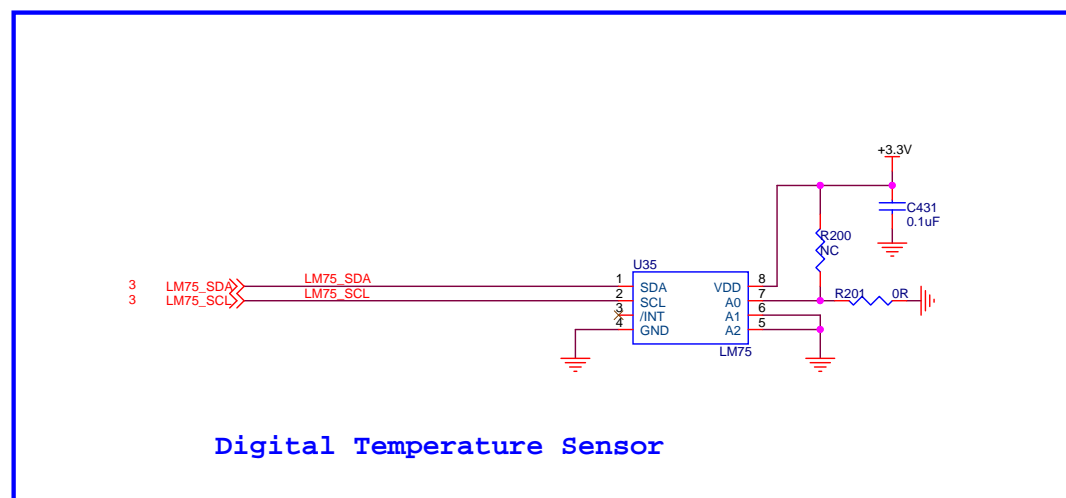 +3.3V
C431
0.1uF
R200
NC
U35
LM75_SDA
3 LM75_SDA
1 SDA VDD 8
LM75_SCL
3 LM75_SCL
2 SCL A0 7
R201 0R
3 /INT A1 6
4 GND A2 5
LM75
Digital Temperature Sensor